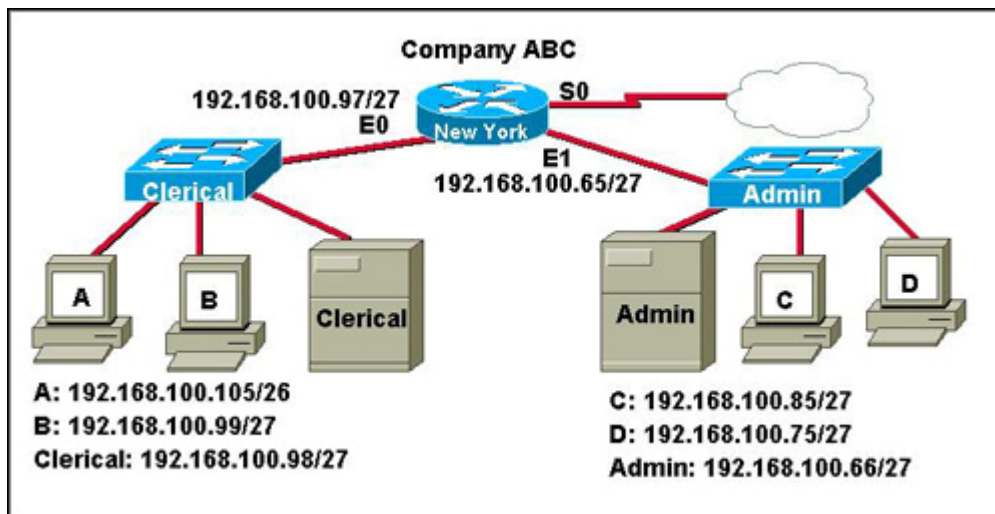 Company ABC
S0
192.168.100.97/27
E0
New York
E1
192.168.100.65/27
Clerical
Admin
A
B
Clerical
Admin
C
D
A: 192.168.100.105/26
B: 192.168.100.99/27
Clerical: 192.168.100.98/27
C: 192.168.100.85/27
D: 192.168.100.75/27
Admin: 192.168.100.66/27